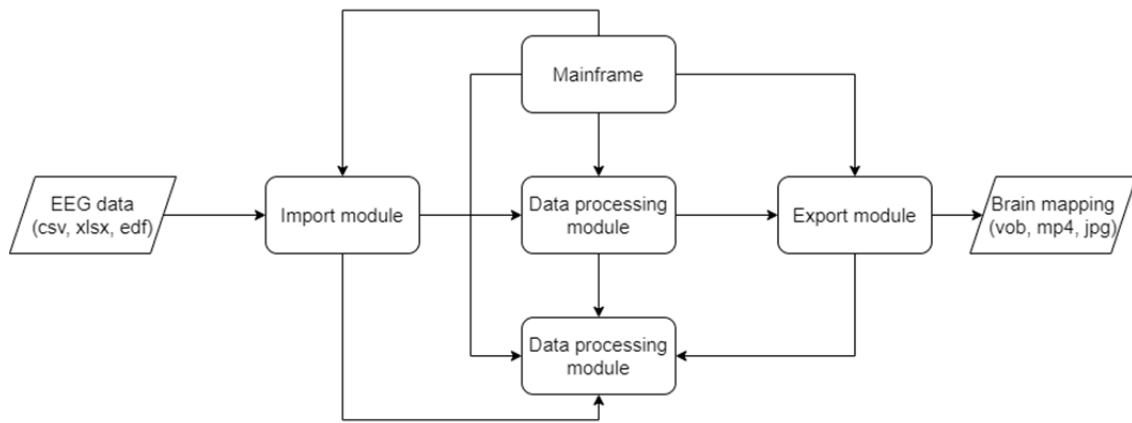 Mainframe
EEG data
(csv, xlsx, edf)
Import module
Data processing
module
Export module
Brain mapping
(vob, mp4, jpg)
Data processing
module